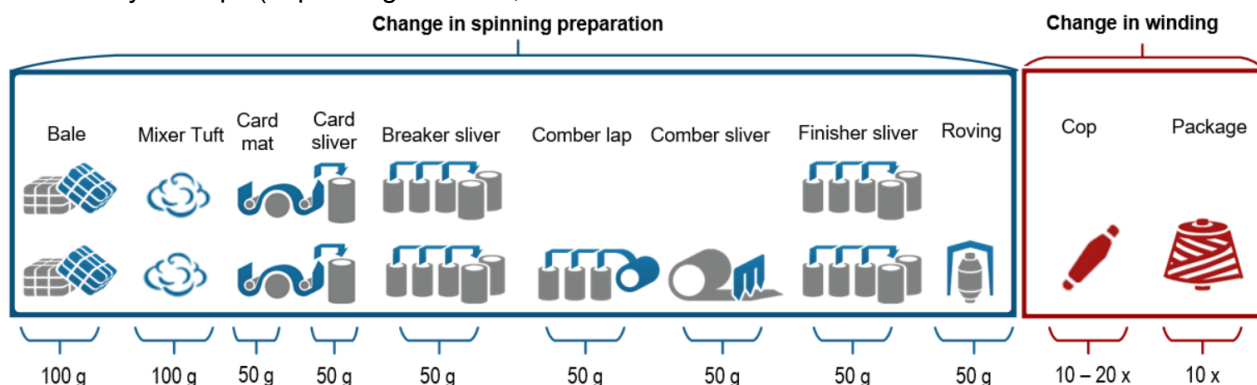 Change in spinning preparation
Change in winding
Bale
Mixer Tuft
Card
mat
Card
sliver
Breaker sliver
Comber lap
Comber sliver
Finisher sliver
Roving
Cop
Package
100 g
100 g
50 g
50 g
50 g
50 g
50 g
50 g
50 g
10 – 20 x
10 x